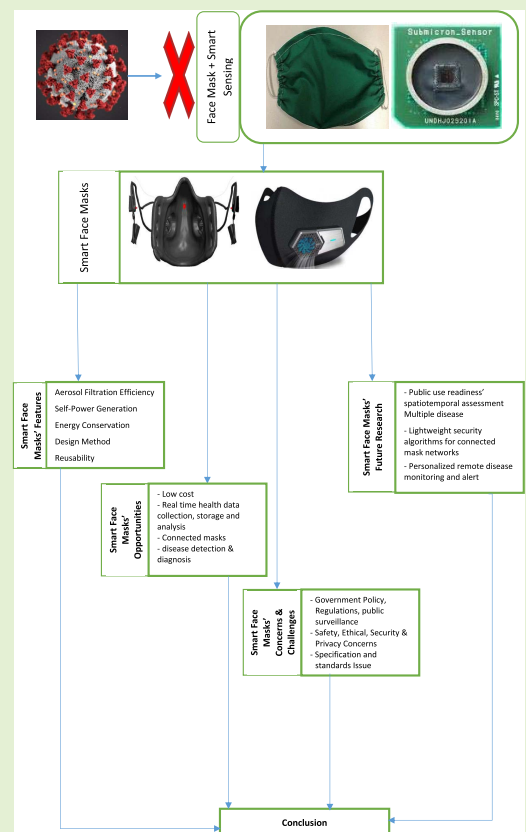 Face Mask + Smart
Sensing
Submicron_Sensor
UNDHJ029201A
Smart Face Masks
Smart Face
Masks' Features
Aerosol Filtration Efficiency
Self-Power Generation
Energy Conservation
Design Method
Reusability
Smart Face
Masks'
Opportunities
- Low cost
- Real time health data
collection, storage and
analysis
- Connected masks
- disease detection &
diagnosis
Smart Face
Masks'
Concerns &
Challenges
- Government Policy,
Regulations, public
surveillance
- Safety, Ethical, Security &
Privacy Concerns
- Specification and
standards Issue
Smart Face Masks'
Future Research
- Public use readiness'
spatiotemporal assessment
Multiple disease
- Lightweight security
algorithms for connected
mask networks
- Personalized remote disease
monitoring and alert
Conclusion